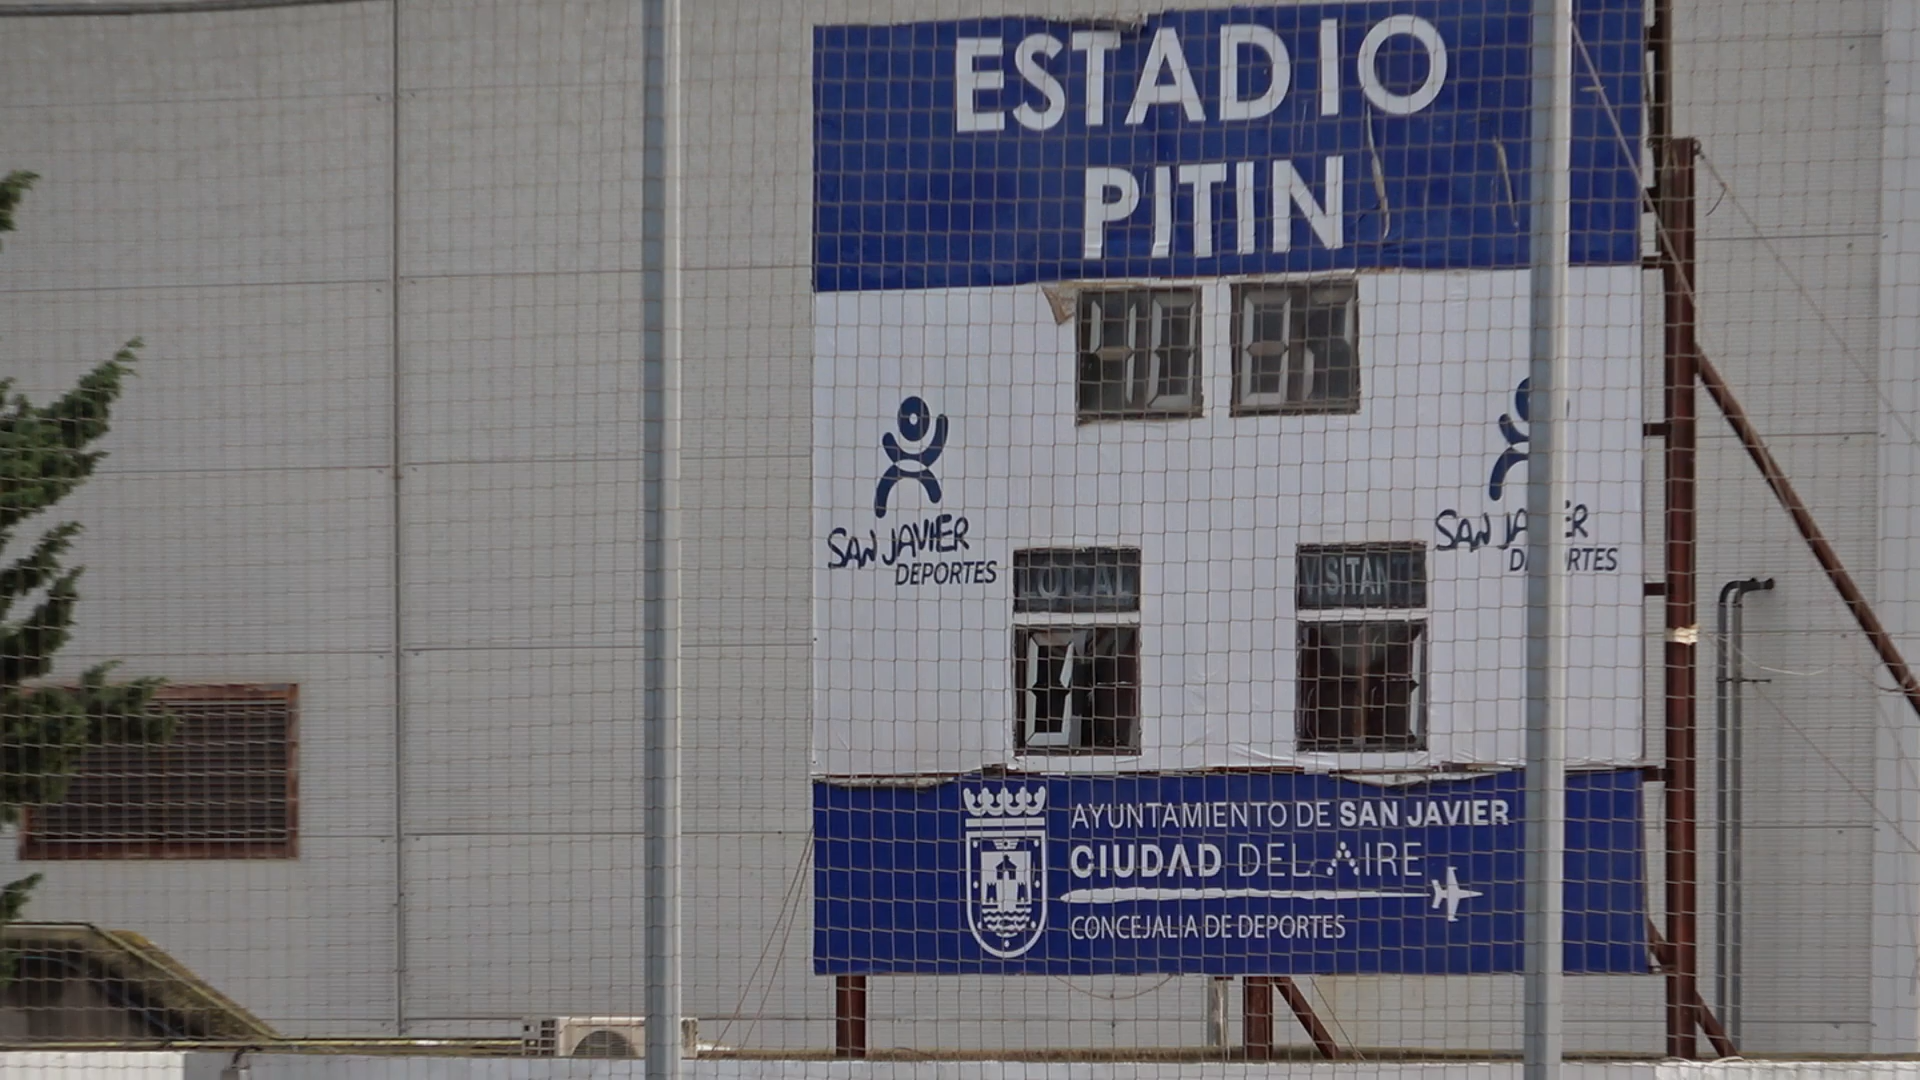 ESTADIO
PITIN
SAN JAVIER
DEPORTES
SAN JAVIER
DEPORTES
LOCAL
VISITANTE
AYUNTAMIENTO DE SAN JAVIER
CIUDAD DEL AIRE
CONCEJALIA DE DEPORTES